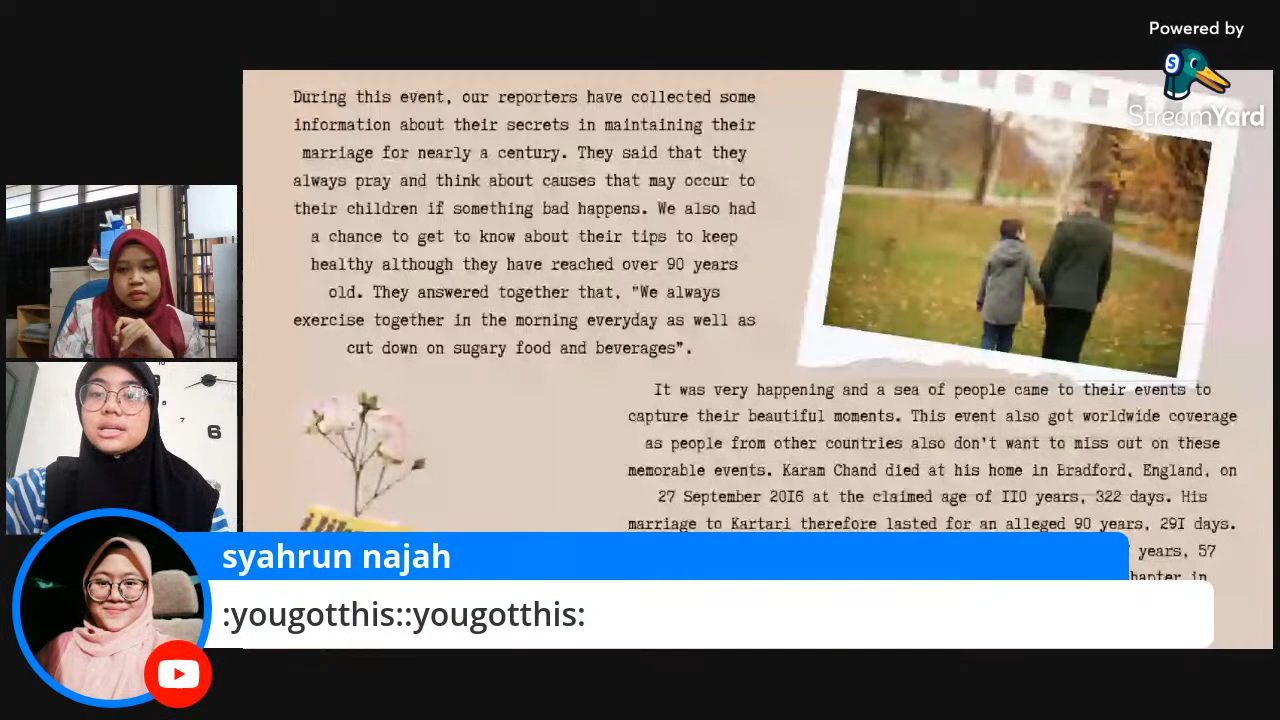 Powered by
StreamYard
During this event, our reporters have collected some
information about their secrets in maintaining their
marriage for nearly a century. They said that they
always pray and think about causes that may occur to
their children if something bad happens. We also had
a chance to get to know about their tips to keep
healthy although they have reached over 90 years
old. They answered together that, "We always
exercise together in the morning everyday as well as
cut down on sugary food and beverages".
It was very happening and a sea of people came to their events to
capture their beautiful moments. This event also got worldwide coverage
as people from other countries also don't want to miss out on these
memorable events. Karam Chand died at his home in Bradford, England, on
27 September 2016 at the claimed age of 110 years, 322 days. His
marriage to Kartari therefore lasted for an alleged 90 years, 291 days.
years, 57
chapter in
6
syahrun najah
:yougotthis::yougotthis: